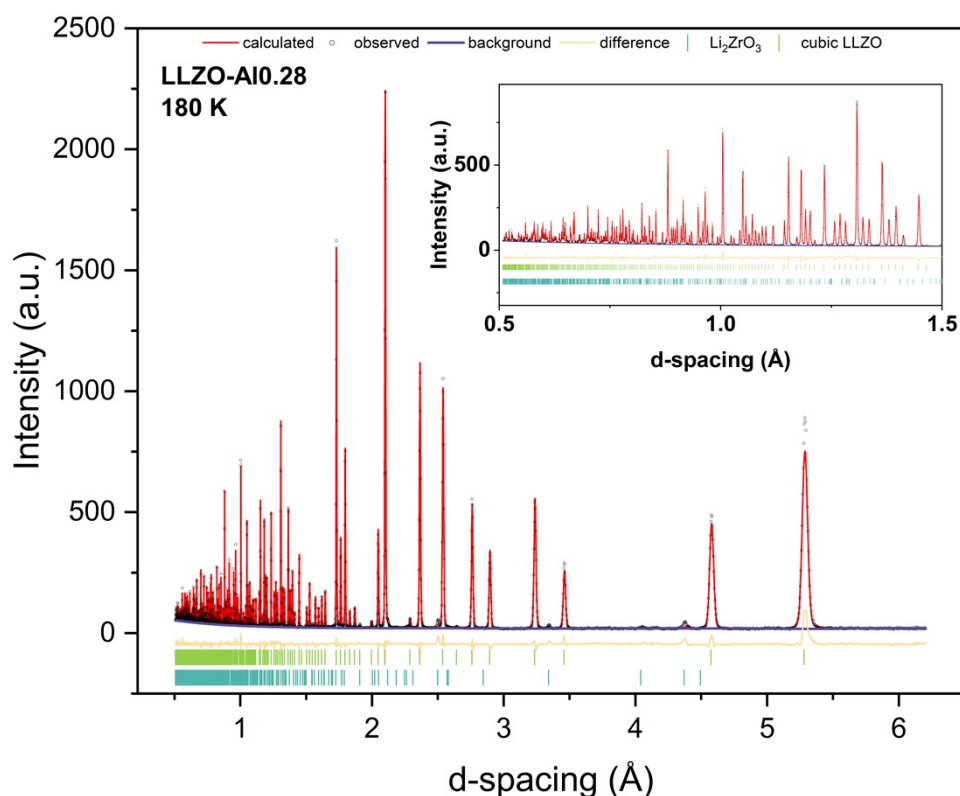 calculated observed background difference Li₂ZrO₃ cubic LLZO
LLZO-Al0.28
180 K
2500
2000
1500
1000
500
0
Intensity (a.u.)
1 2 3 4 5 6
d-spacing (Å)
500
0
Intensity (a.u.)
0.5 1.0 1.5
d-spacing (Å)